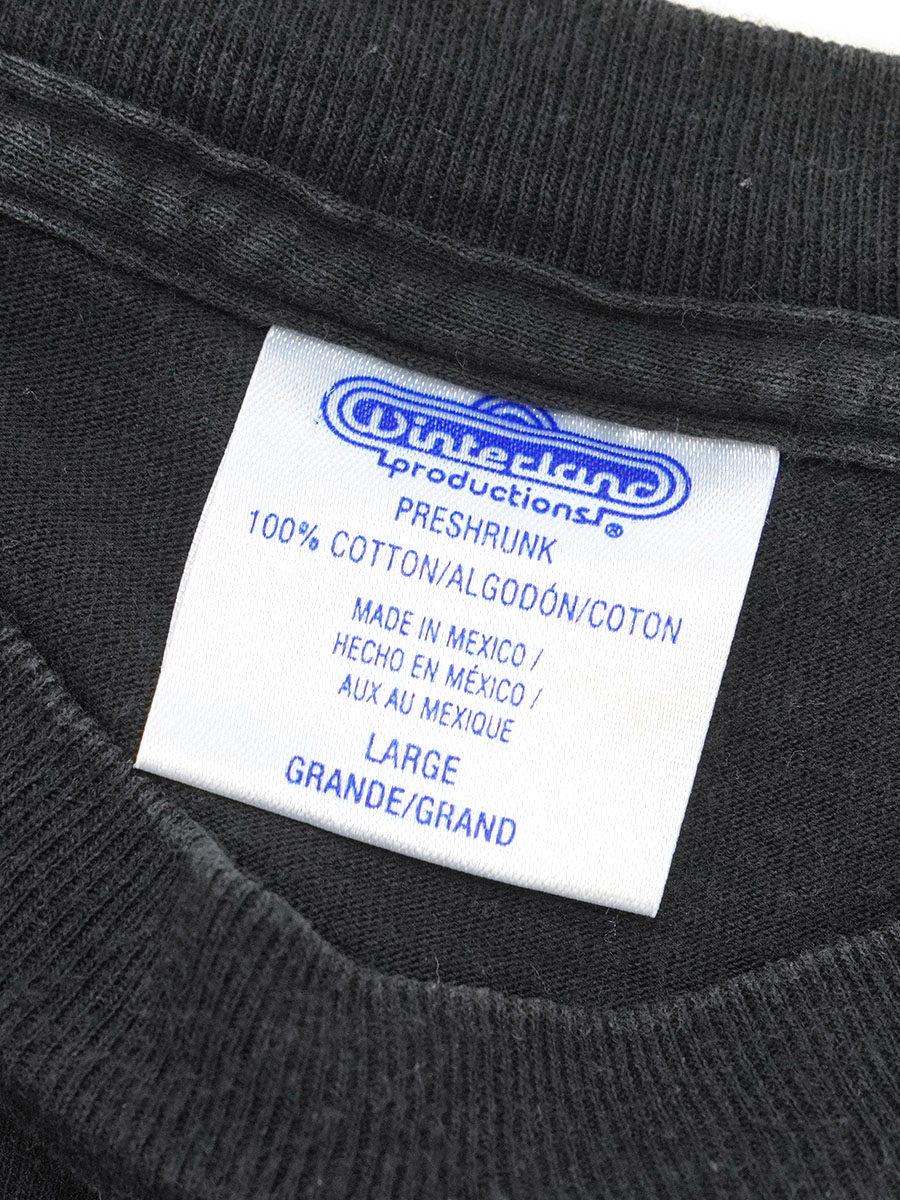 Winterland
productions®
PRESHRUNK
100% COTTON/ALGODÓN/COTON
MADE IN MEXICO /
HECHO EN MÉXICO /
AUX AU MEXIQUE
LARGE
GRANDE/GRAND